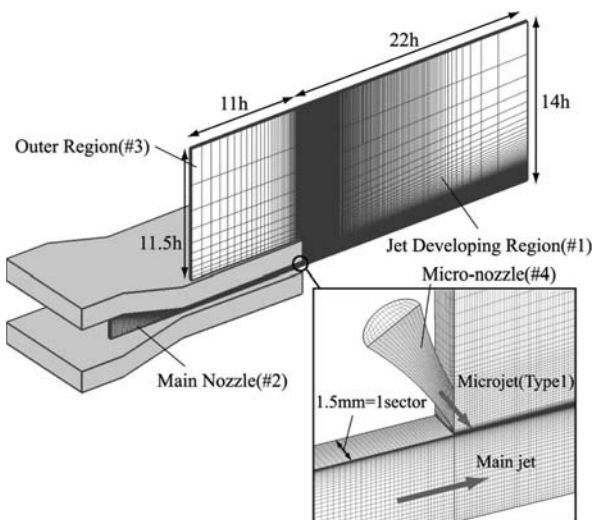 22h
11h
14h
Outer Region(#3)
11.5h
Jet Developing Region(#1)
Micro-nozzle(#4)
Main Nozzle(#2)
Microjet(Type1)
1.5mm=1sector
Main jet